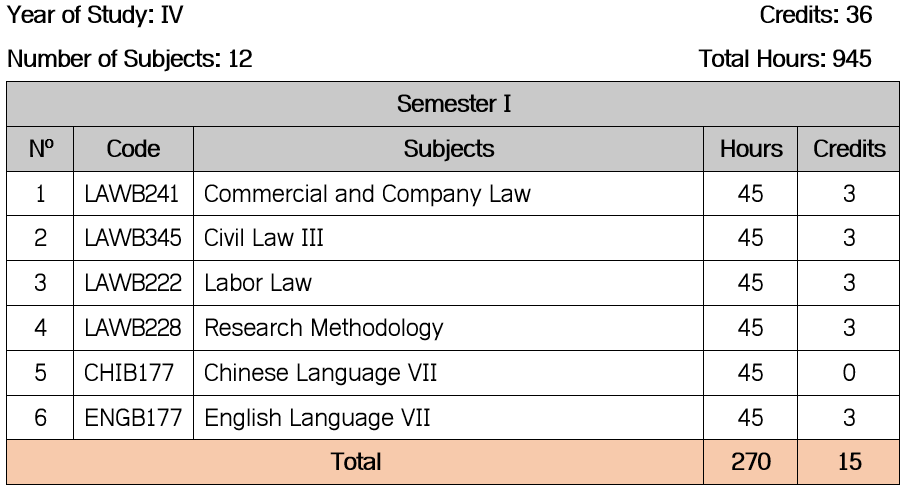 Year of Study: IV Credits: 36
Number of Subjects: 12 Total Hours: 945
Semester I
Nº Code Subjects Hours Credits
1 LAWB241 Commercial and Company Law 45 3
2 LAWB345 Civil Law III 45 3
3 LAWB222 Labor Law 45 3
4 LAWB228 Research Methodology 45 3
5 CHIB177 Chinese Language VII 45 0
6 ENGB177 English Language VII 45 3
Total 270 15